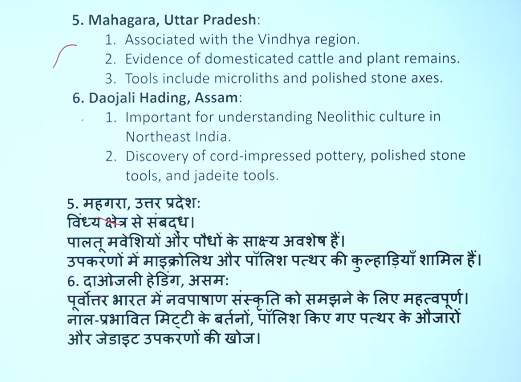 5. Mahagara, Uttar Pradesh:
1. Associated with the Vindhya region.
2. Evidence of domesticated cattle and plant remains.
3. Tools include microliths and polished stone axes.
6. Daojali Hading, Assam:
1. Important for understanding Neolithic culture in
Northeast India.
2. Discovery of cord-impressed pottery, polished stone
tools, and jadeite tools.
5. महगरा, उत्तर प्रदेश:
विंध्य क्षेत्र से संबद्ध।
पालतू मवेशियों और पौधों के साक्ष्य अवशेष हैं।
उपकरणों में माइक्रोलिथ और पॉलिश पत्थर की कुल्हाड़ियाँ शामिल हैं।
6. दाओजली हेडिंग, असम:
पूर्वोत्तर भारत में नवपाषाण संस्कृति को समझने के लिए महत्वपूर्ण।
नाल-प्रभावित मिट्टी के बर्तनों, पॉलिश किए गए पत्थर के औजारों
और जेडाइट उपकरणों की खोज।